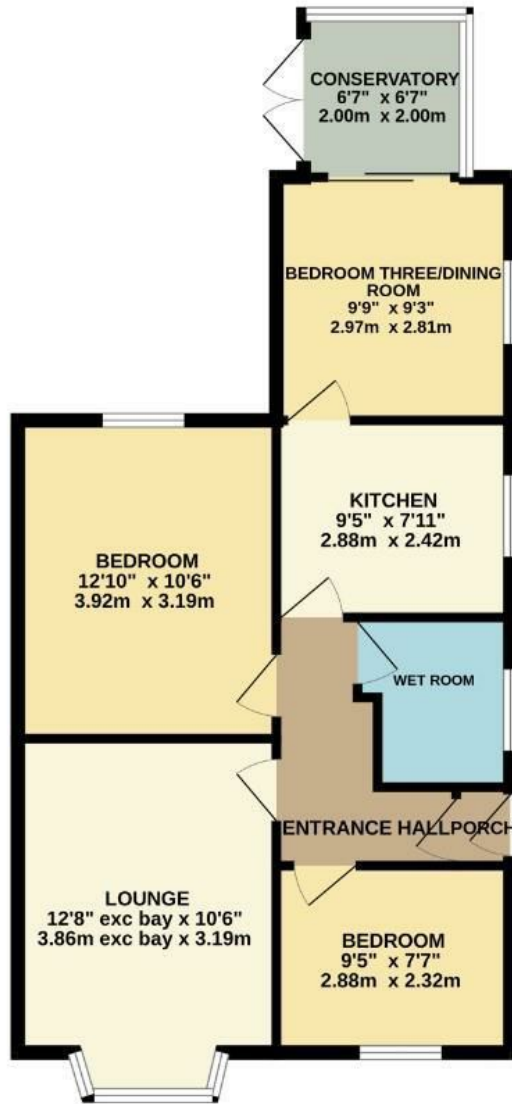 CONSERVATORY
6'7" x 6'7"
2.00m x 2.00m
BEDROOM THREE/DINING
ROOM
9'9" x 9'3"
2.97m x 2.81m
KITCHEN
9'5" x 7'11"
2.88m x 2.42m
BEDROOM
12'10" x 10'6"
3.92m x 3.19m
WET ROOM
ENTRANCE HALL
PORCH
LOUNGE
12'8" exc bay x 10'6"
3.86m exc bay x 3.19m
BEDROOM
9'5" x 7'7"
2.88m x 2.32m